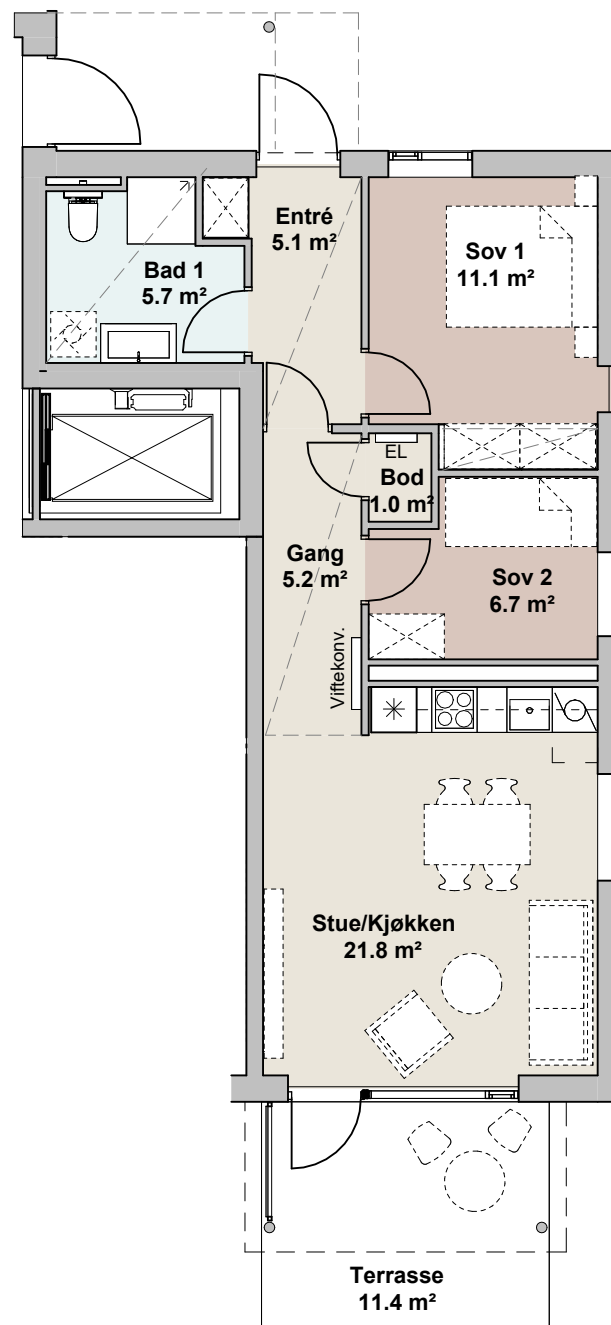 Entré
5.1 m²
Sov 1
11.1 m²
Bad 1
5.7 m²
EL
Bod
1.0 m²
Gang
5.2 m²
Sov 2
6.7 m²
Viftekonv.
Stue/Kjøkken
21.8 m²
Terrasse
11.4 m²